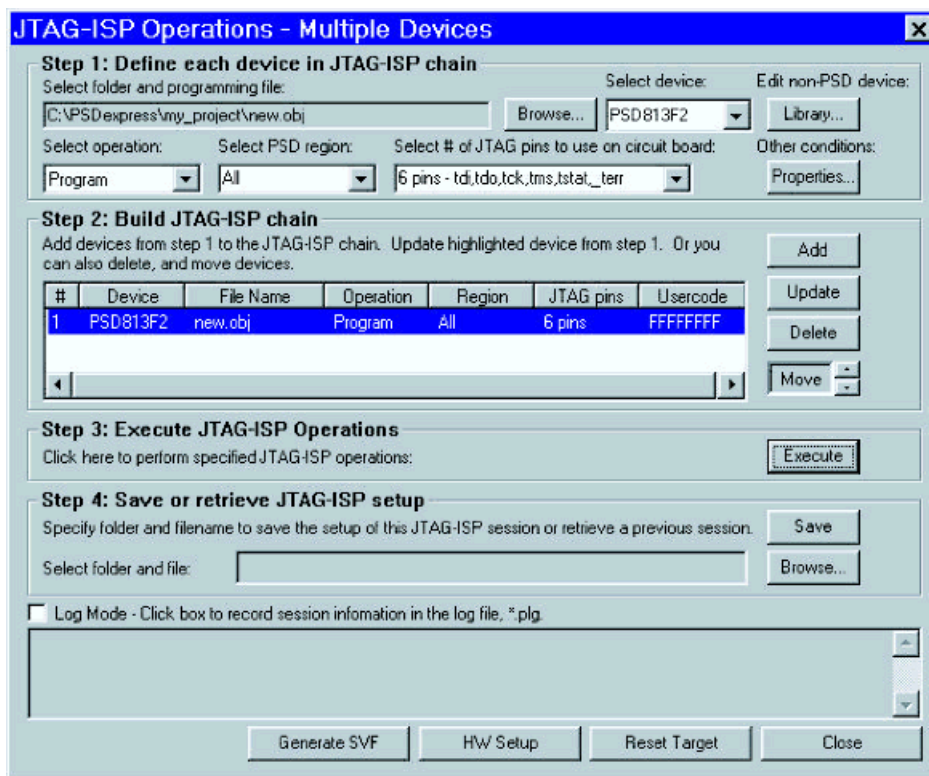 JTAG-ISP Operations - Multiple Devices
Step 1: Define each device in JTAG-ISP chain
Select folder and programming file:
Select device:
Edit non-PSD device:
C:\PSDexpress\my_project\new.obj
Browse...
PSD813F2
Library...
Select operation:
Select PSD region:
Select # of JTAG pins to use on circuit board:
Other conditions:
Program
All
6 pins - tdi,tdo,tck,tms,tstat,_terr
Properties...
Step 2: Build JTAG-ISP chain
Add devices from step 1 to the JTAG-ISP chain. Update highlighted device from step 1. Or you
can also delete, and move devices.
Add
# Device File Name Operation Region JTAG pins Usercode
Update
1 PSD813F2 new.obj Program All 6 pins FFFFFFFF
Delete
Move
Step 3: Execute JTAG-ISP Operations
Click here to perform specified JTAG-ISP operations:
Execute
Step 4: Save or retrieve JTAG-ISP setup
Specify folder and filename to save the setup of this JTAG-ISP session or retrieve a previous session.
Save
Select folder and file:
Browse...
Log Mode - Click box to record session infomation in the log file, *.plg.
Generate SVF
HW Setup
Reset Target
Close